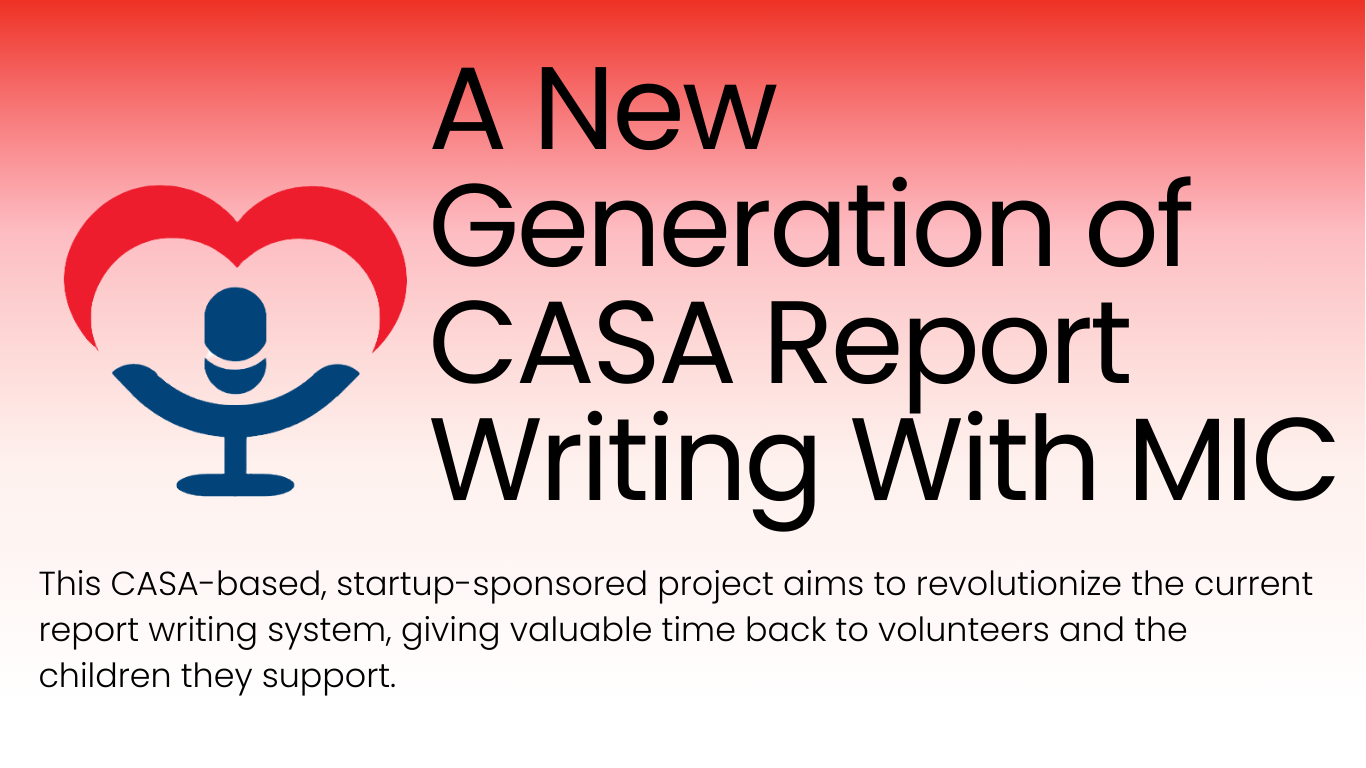 A New
Generation of
CASA Report
Writing With MIC
This CASA-based, startup-sponsored project aims to revolutionize the current
report writing system, giving valuable time back to volunteers and the
children they support.